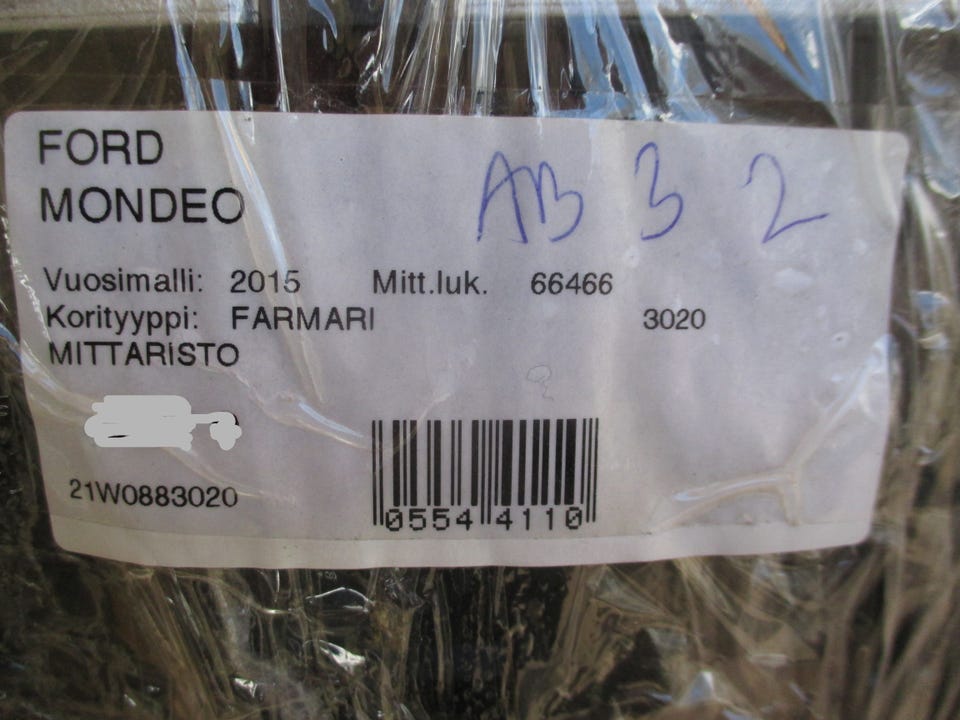 FORD
MONDEO
AB 3 2
Vuosimalli: 2015 Mitt.luk. 66466
Korityyppi: FARMARI 3020
MITTARISTO
21W0883020
0554 4110